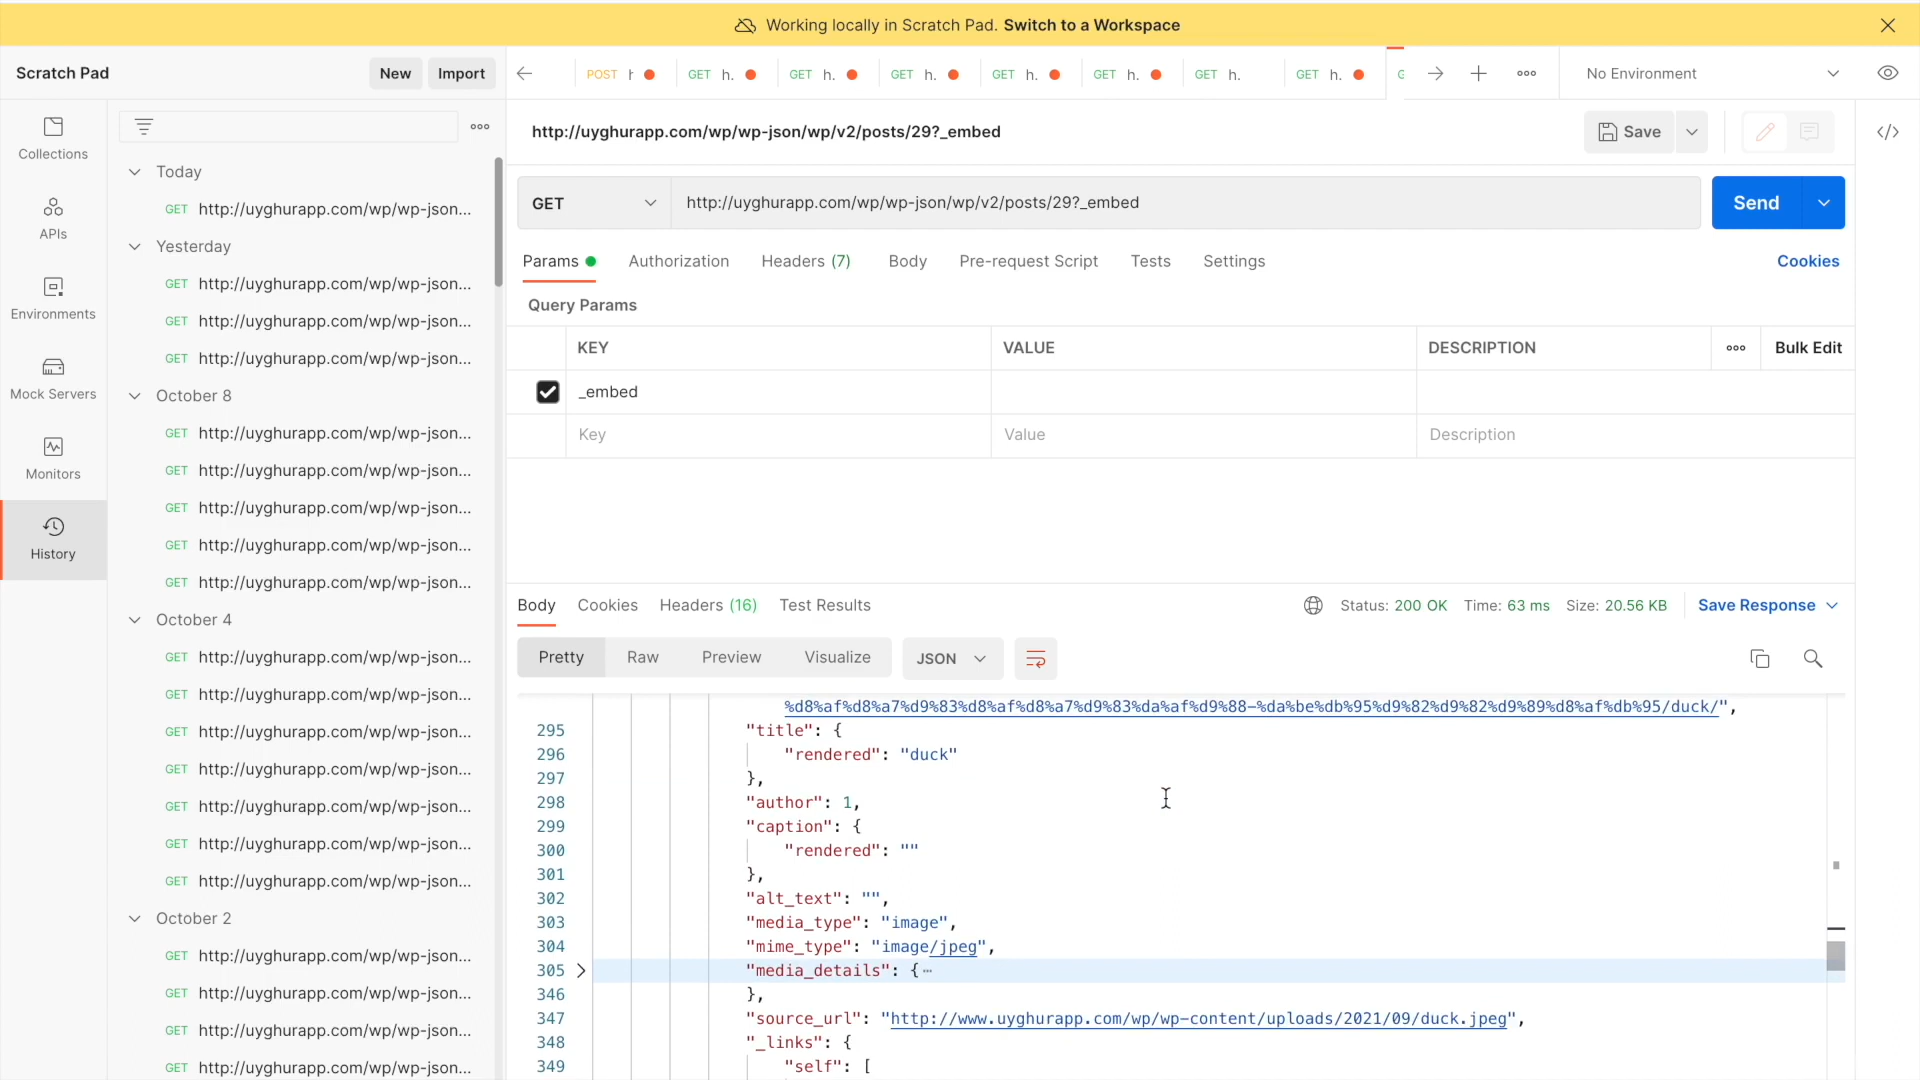 Working locally in Scratch Pad. Switch to a Workspace
Scratch Pad
New
Import
POST h
GET h.
GET h.
GET h.
GET h.
GET h.
GET h.
GET h.
No Environment
Collections
APIs
Environments
Mock Servers
Monitors
History
Today
GET http://uyghurapp.com/wp/wp-json...
Yesterday
GET http://uyghurapp.com/wp/wp-json...
GET http://uyghurapp.com/wp/wp-json...
GET http://uyghurapp.com/wp/wp-json...
October 8
GET http://uyghurapp.com/wp/wp-json...
GET http://uyghurapp.com/wp/wp-json...
GET http://uyghurapp.com/wp/wp-json...
GET http://uyghurapp.com/wp/wp-json...
GET http://uyghurapp.com/wp/wp-json...
October 4
GET http://uyghurapp.com/wp/wp-json...
GET http://uyghurapp.com/wp/wp-json...
GET http://uyghurapp.com/wp/wp-json...
GET http://uyghurapp.com/wp/wp-json...
GET http://uyghurapp.com/wp/wp-json...
GET http://uyghurapp.com/wp/wp-json...
GET http://uyghurapp.com/wp/wp-json...
October 2
GET http://uyghurapp.com/wp/wp-json...
GET http://uyghurapp.com/wp/wp-json...
GET http://uyghurapp.com/wp/wp-json...
GET http://uyghurapp.com/wp/wp-json...
http://uyghurapp.com/wp/wp-json/wp/v2/posts/29?_embed
Save
GET http://uyghurapp.com/wp/wp-json/wp/v2/posts/29?_embed
Send
Params Authorization Headers (7) Body Pre-request Script Tests Settings Cookies
Query Params
KEY VALUE DESCRIPTION Bulk Edit
_embed
Key Value Description
Body Cookies Headers (16) Test Results Status: 200 OK Time: 63 ms Size: 20.56 KB Save Response
Pretty Raw Preview Visualize JSON
%d8%af%d8%a7%d9%83%d8%af%d8%a7%d9%83%da%af%d9%88-%da%be%db%95%d9%82%d9%82%d9%89%d8%af%db%95/duck/",
295 "title": {
296 "rendered": "duck"
297 },
298 "author": 1,
299 "caption": {
300 "rendered": ""
301 },
302 "alt_text": "",
303 "media_type": "image",
304 "mime_type": "image/jpeg",
305 "media_details": {…
346 },
347 "source_url": "http://www.uyghurapp.com/wp/wp-content/uploads/2021/09/duck.jpeg",
348 "_links": {
349 "self": [